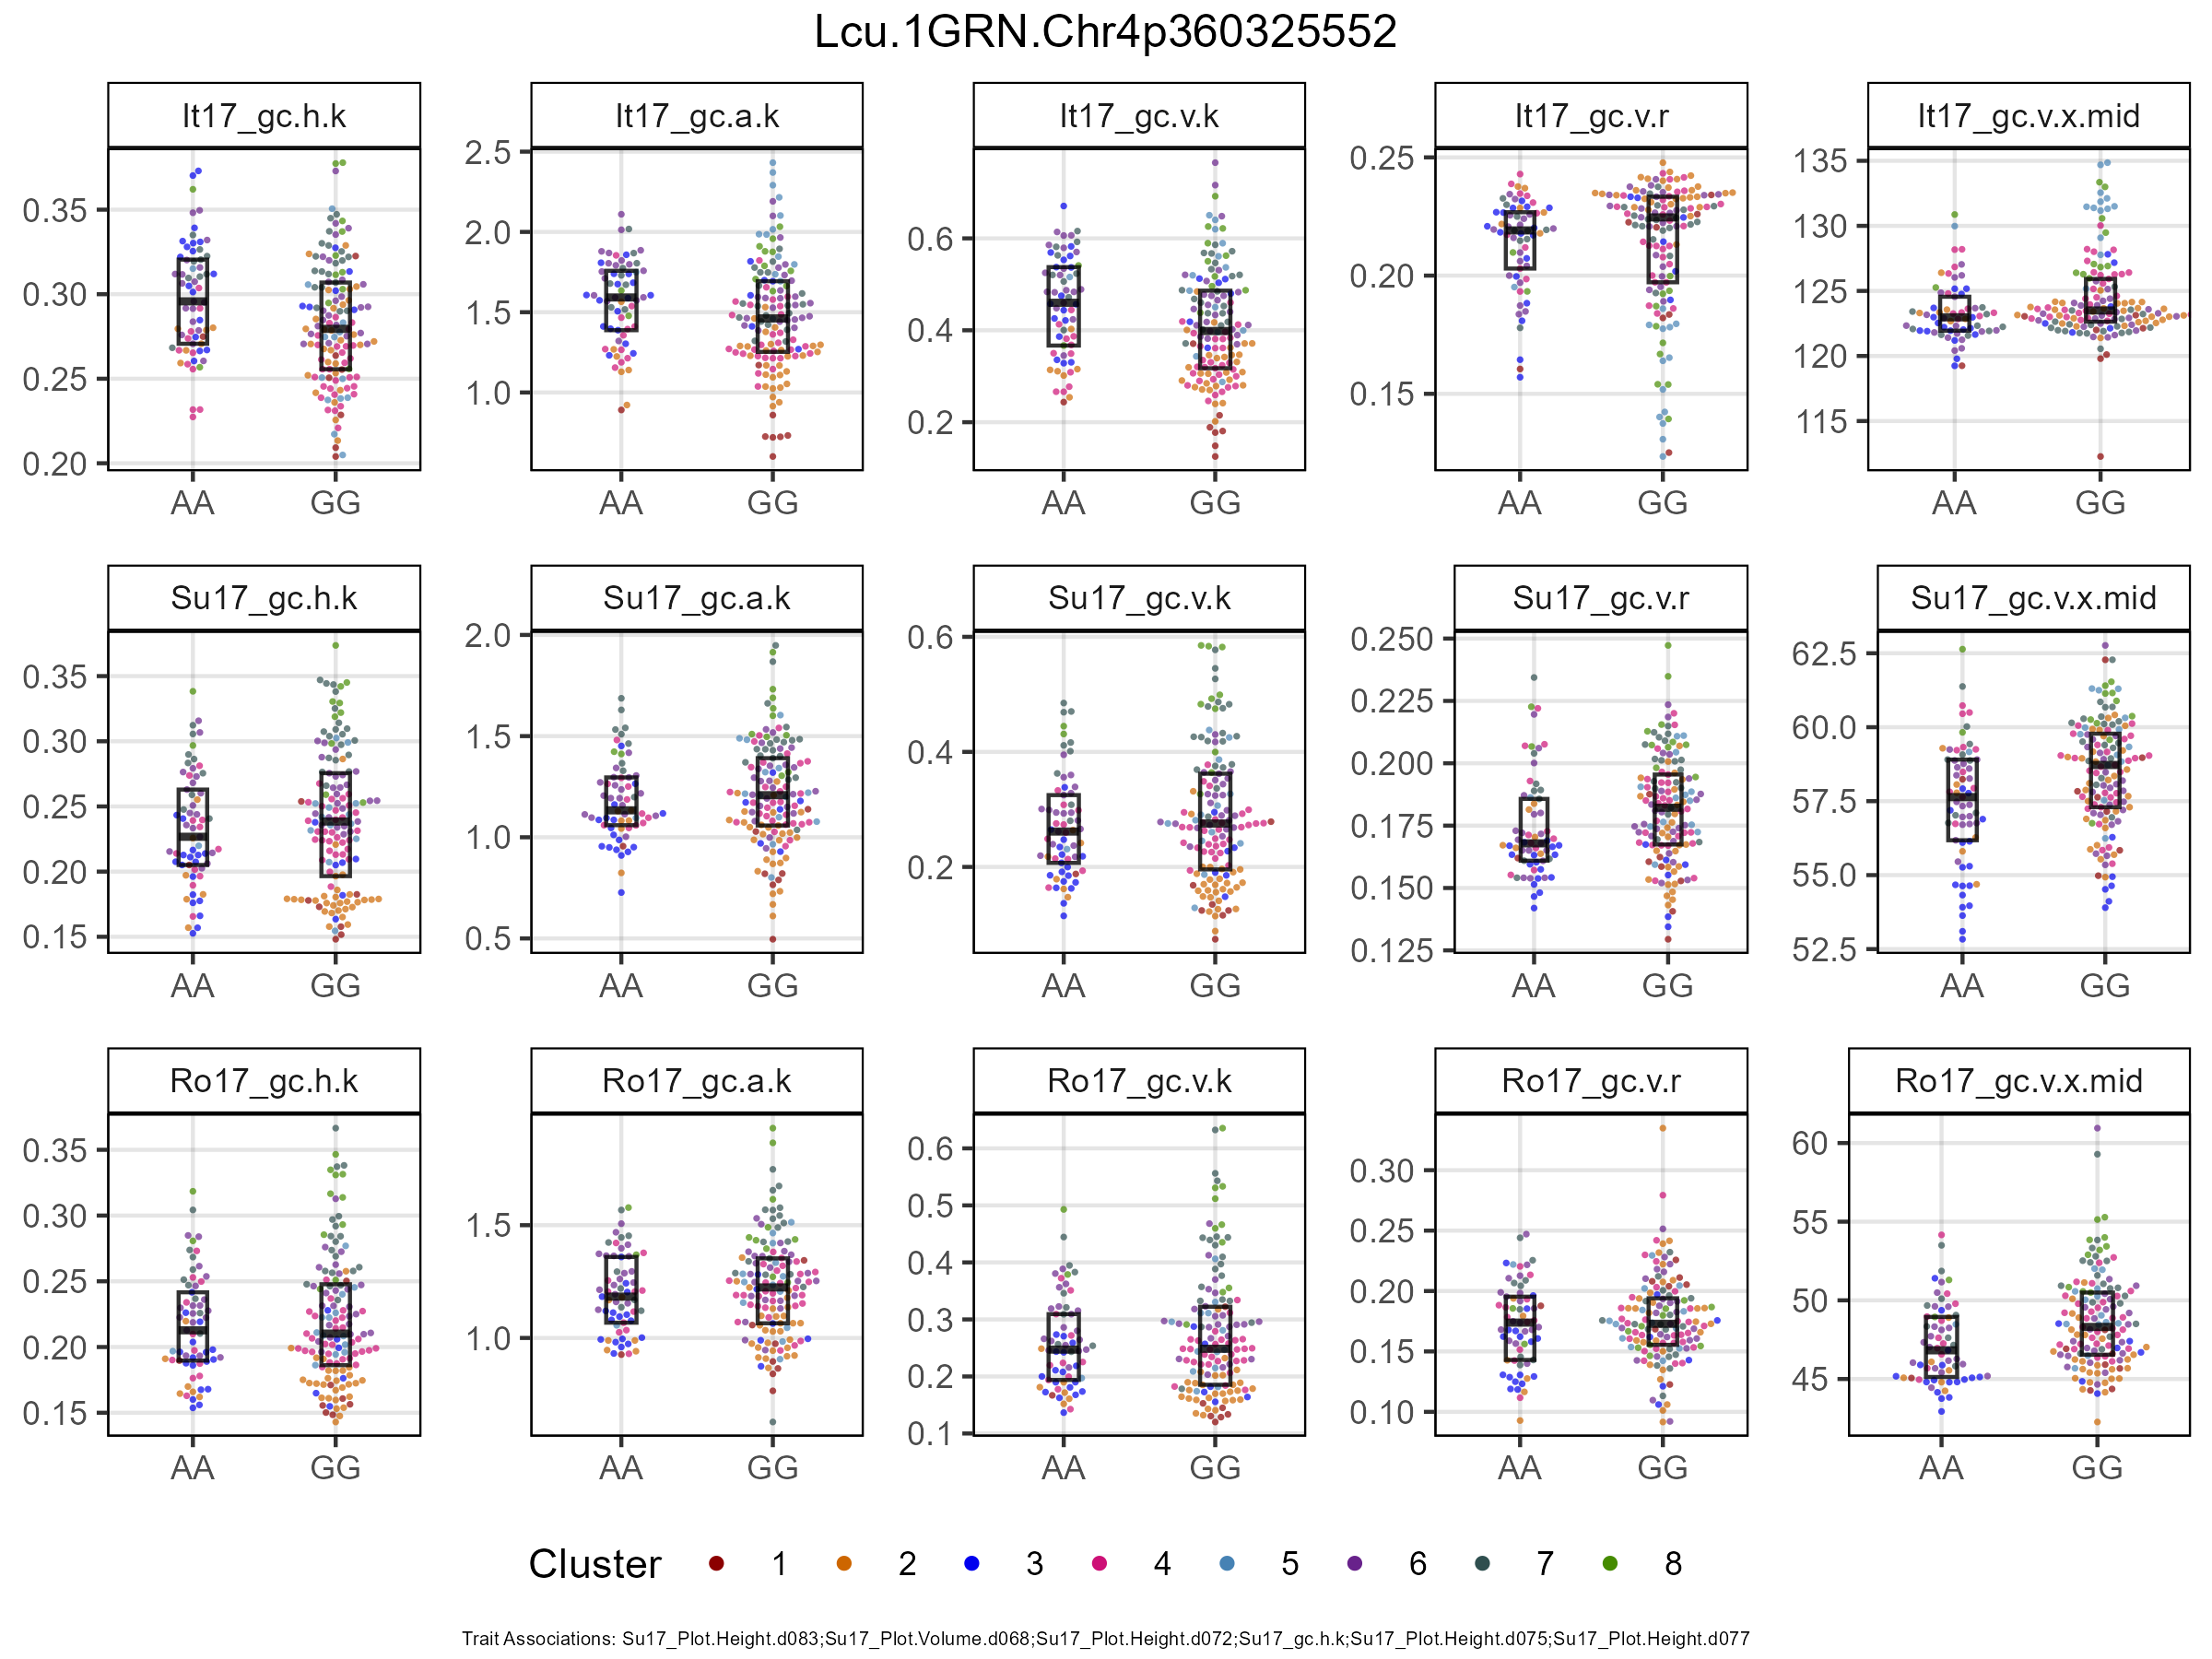 Lcu.1GRN.Chr4p360325552
It17_gc.h.k It17_gc.a.k It17_gc.v.k It17_gc.v.r It17_gc.v.x.mid
0.35 0.30 0.25 0.20
2.5 2.0 1.5 1.0
0.6 0.4 0.2
0.25 0.20 0.15
135 130 125 120 115
AA GG AA GG AA GG AA GG AA GG
Su17_gc.h.k Su17_gc.a.k Su17_gc.v.k Su17_gc.v.r Su17_gc.v.x.mid
0.35 0.30 0.25 0.20 0.15
2.0 1.5 1.0 0.5
0.6 0.4 0.2
0.250 0.225 0.200 0.175 0.150 0.125
62.5 60.0 57.5 55.0 52.5
AA GG AA GG AA GG AA GG AA GG
Ro17_gc.h.k Ro17_gc.a.k Ro17_gc.v.k Ro17_gc.v.r Ro17_gc.v.x.mid
0.35 0.30 0.25 0.20 0.15
1.5 1.0
0.6 0.5 0.4 0.3 0.2 0.1
0.30 0.25 0.20 0.15 0.10
60 55 50 45
AA GG AA GG AA GG AA GG AA GG
Cluster 1 2 3 4 5 6 7 8
Trait Associations: Su17_Plot.Height.d083;Su17_Plot.Volume.d068;Su17_Plot.Height.d072;Su17_gc.h.k;Su17_Plot.Height.d075;Su17_Plot.Height.d077